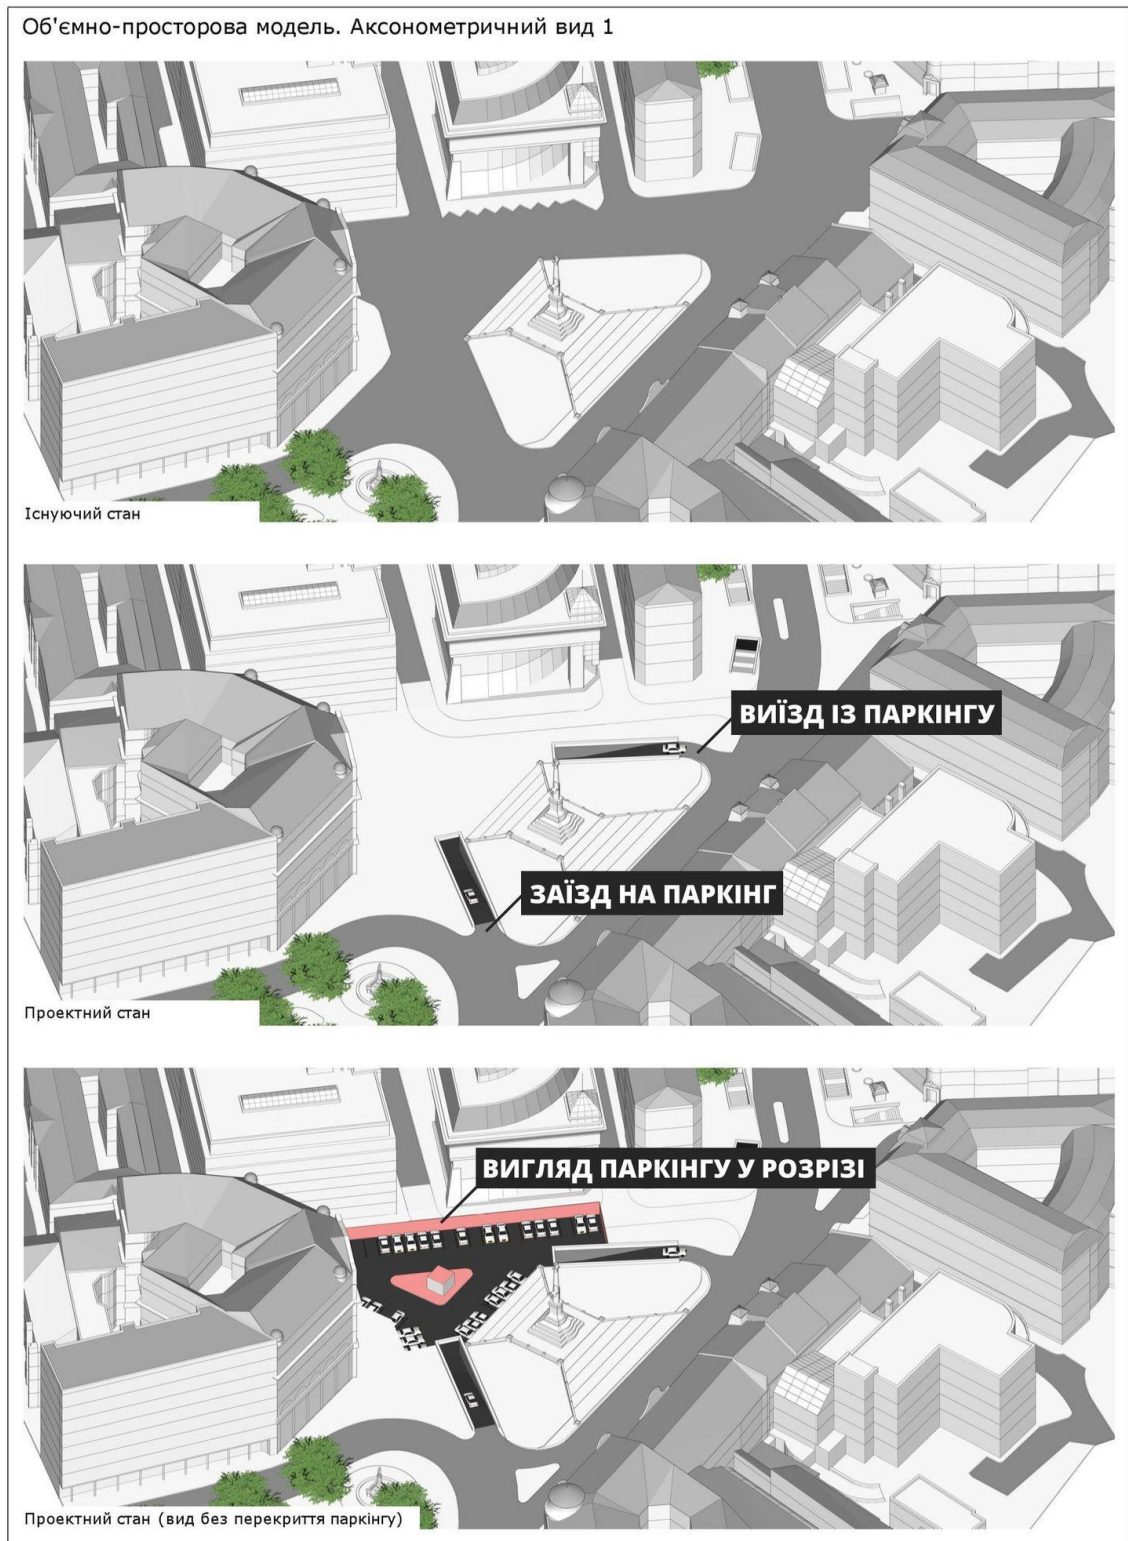 Об'ємно-просторова модель. Аксонометричний вид 1
Існуючий стан
ВИЇЗД ІЗ ПАРКІНГУ
ЗАЇЗД НА ПАРКІНГ
Проектний стан
ВИГЛЯД ПАРКІНГУ У РОЗРІЗІ
Проектний стан (вид без перекриття паркінгу)